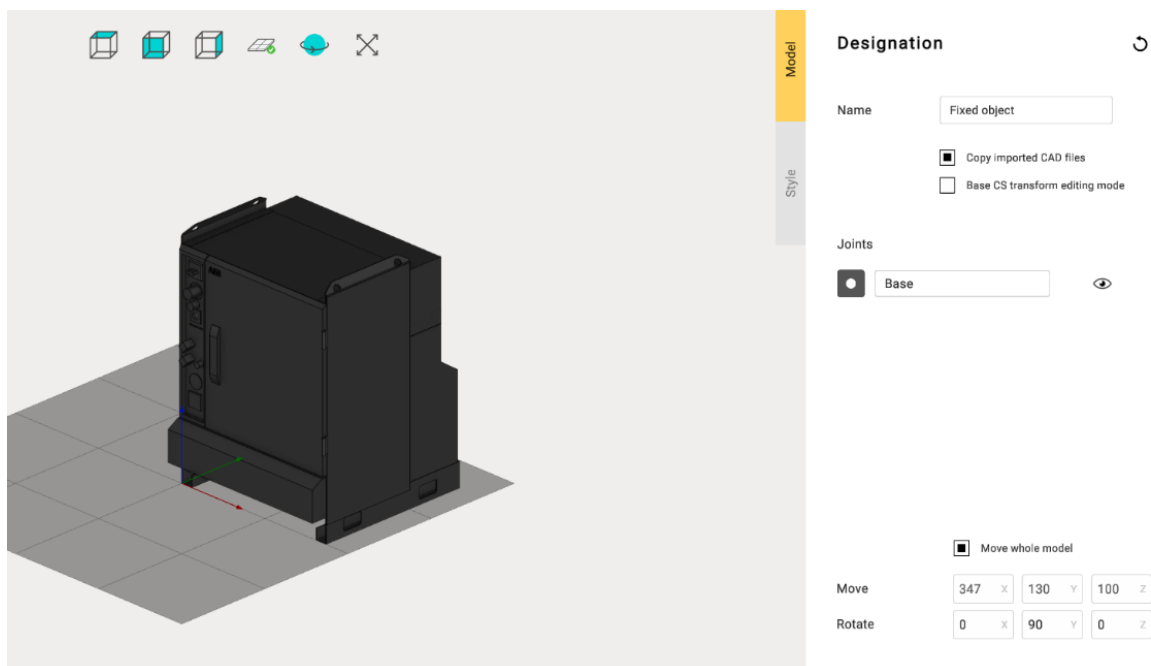 Model
Style
Designation
Name Fixed object
Copy imported CAD files
Base CS transform editing mode
Joints
Base
Move whole model
Move 347 X 130 Y 100 Z
Rotate 0 X 90 Y 0 Z
ABB